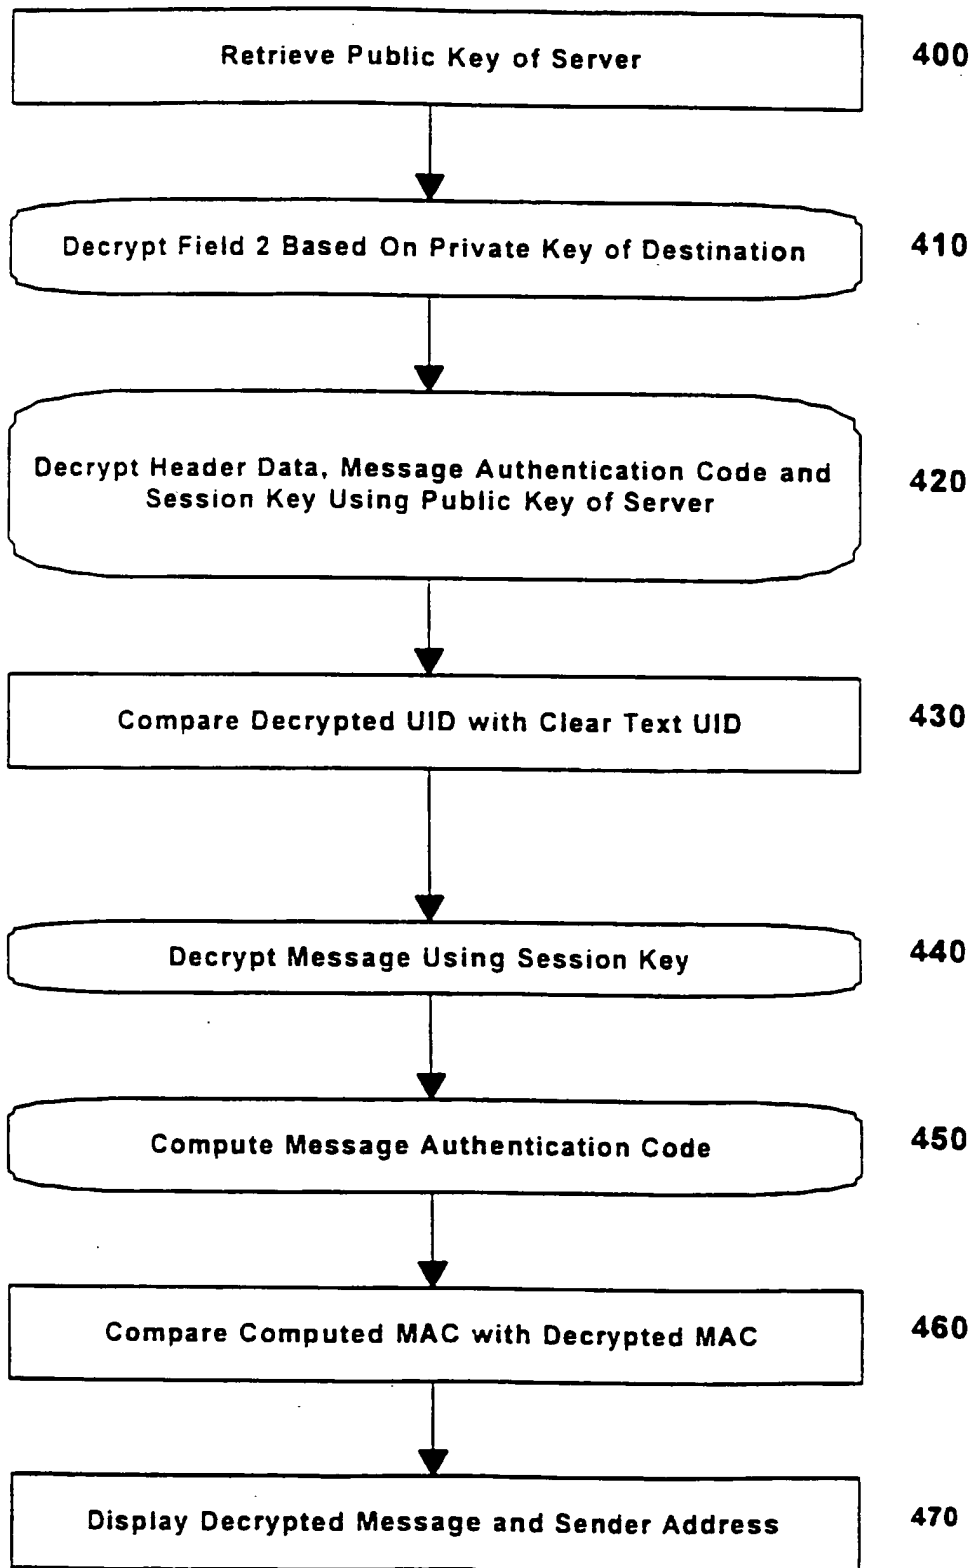 Retrieve Public Key of Server
400
Decrypt Field 2 Based On Private Key of Destination
410
Decrypt Header Data, Message Authentication Code and
Session Key Using Public Key of Server
420
Compare Decrypted UID with Clear Text UID
430
Decrypt Message Using Session Key
440
Compute Message Authentication Code
450
Compare Computed MAC with Decrypted MAC
460
Display Decrypted Message and Sender Address
470